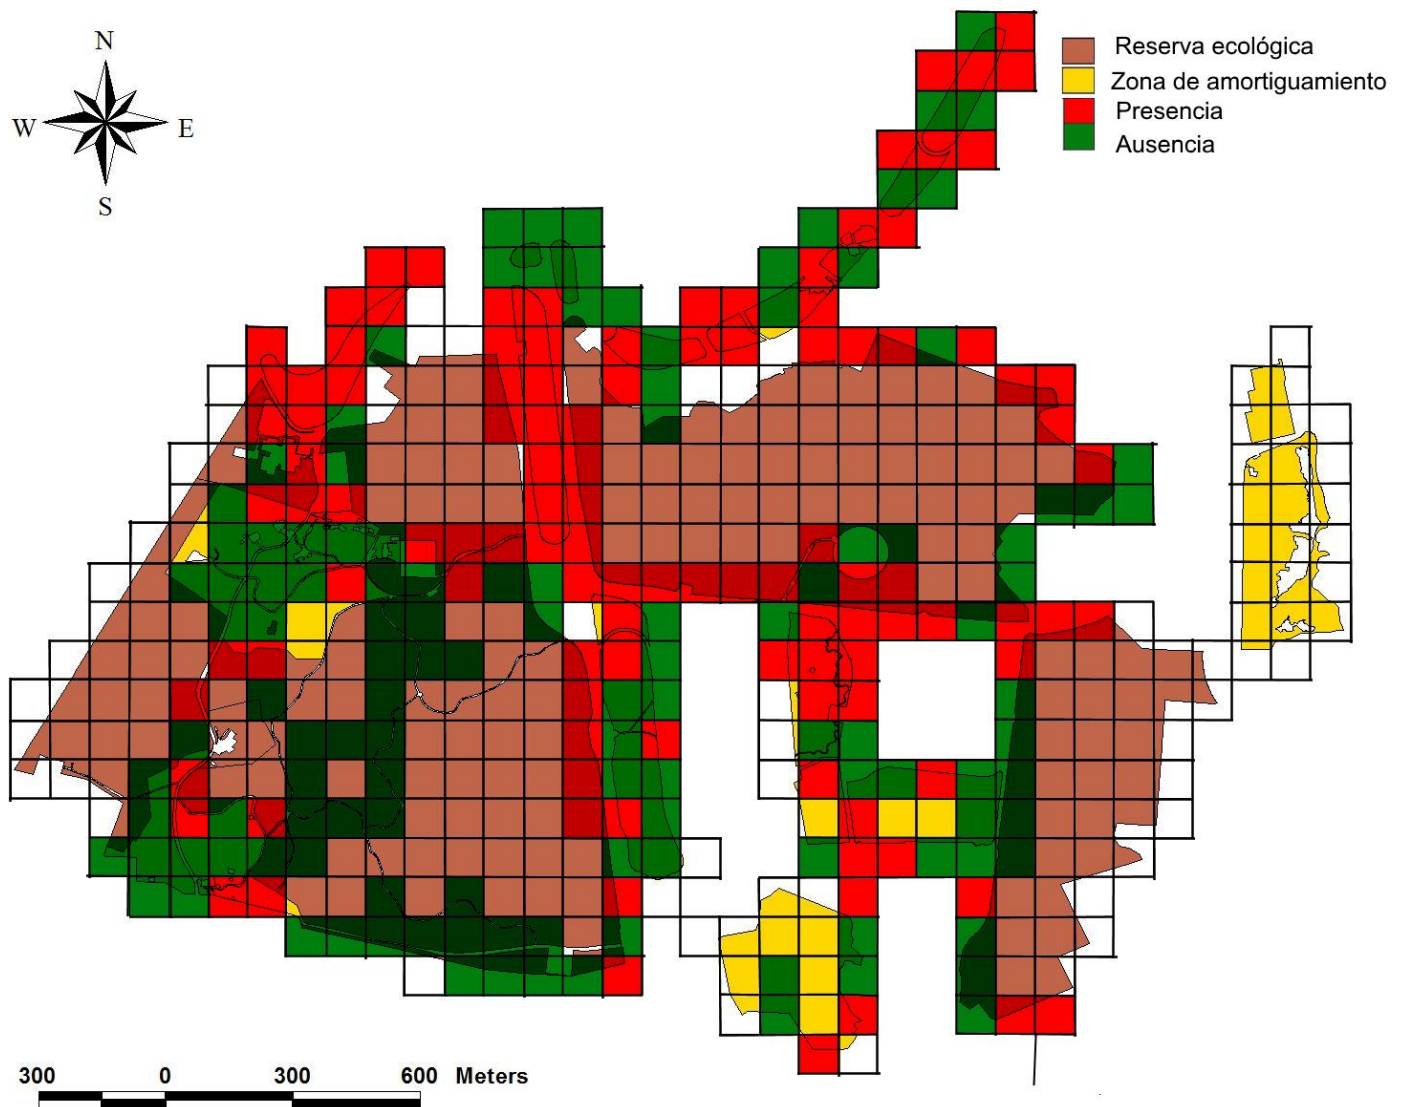 N
W E
S
Reserva ecológica
Zona de amortiguamiento
Presencia
Ausencia
300 0 300 600 Meters